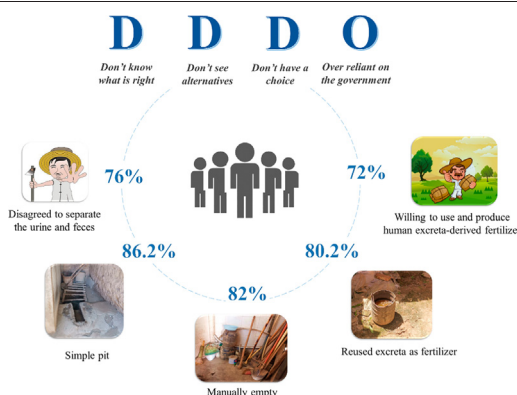 D D D O
Don't know
what is right
Don't see
alternatives
Don't have a
choice
Over reliant on
the government
76%
72%
Disagreed to separate
the urine and feces
Willing to use and produce
human excreta-derived fertilize
86.2%
80.2%
82%
Simple pit
Reused excreta as fertilizer
Manually empty